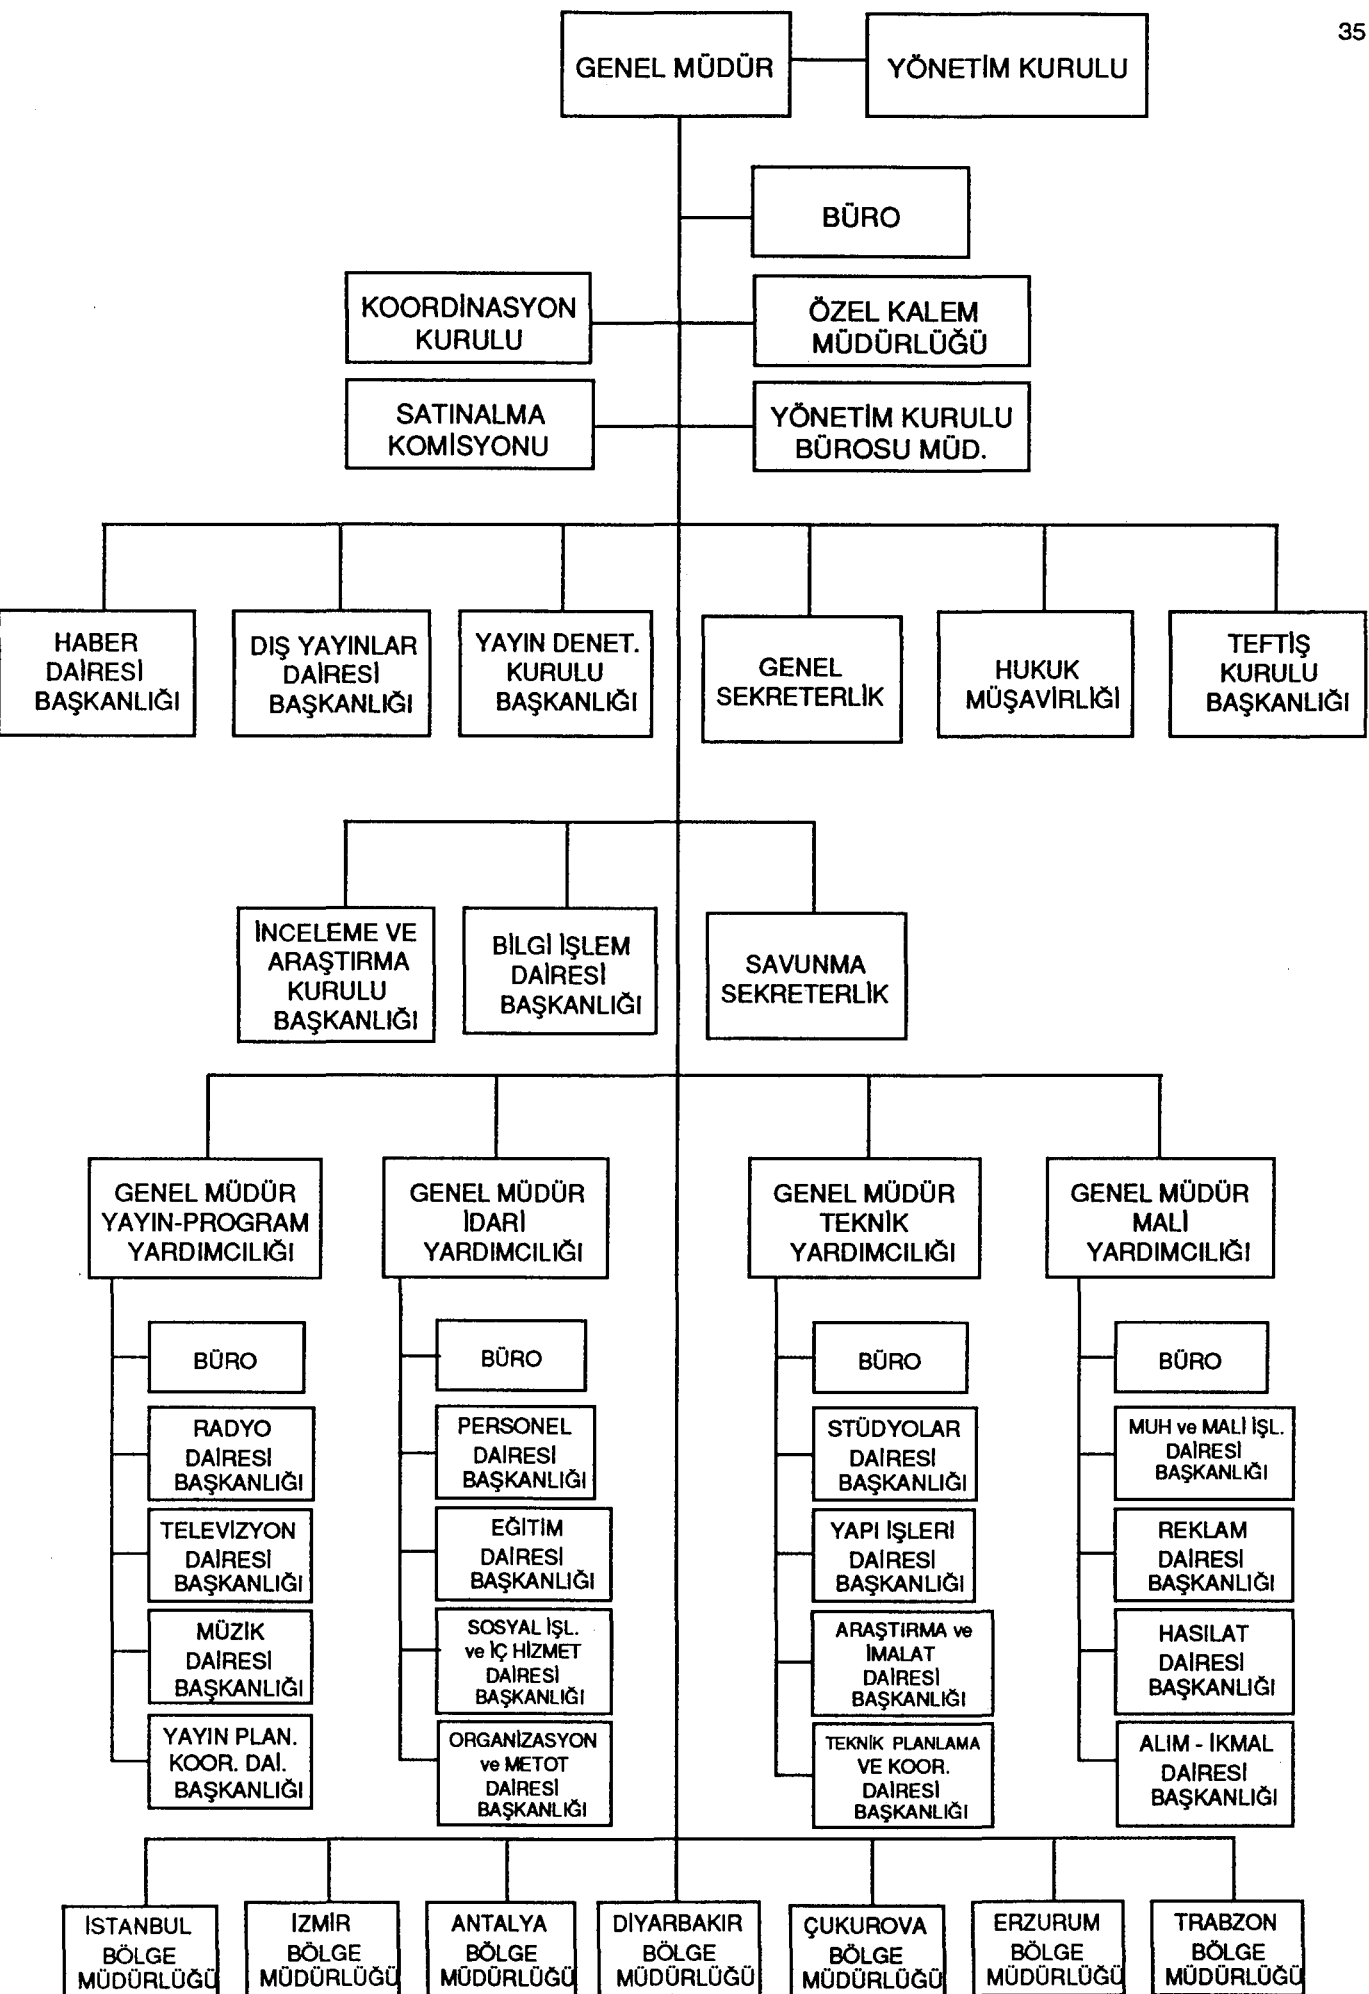 35
GENEL MÜDÜR
YÖNETİM KURULU
BÜRO
KOORDİNASYON
KURULU
ÖZEL KALEM
MÜDÜRLÜĞÜ
SATINALMA
KOMİSYONU
YÖNETİM KURULU
BÜROSU MÜD.
HABER
DAİRESİ
BAŞKANLIĞI
DIŞ YAYINLAR
DAİRESİ
BAŞKANLIĞI
YAYIN DENET.
KURULU
BAŞKANLIĞI
GENEL
SEKRETERLİK
HUKUK
MÜŞAVİRLİĞİ
TEFTİŞ
KURULU
BAŞKANLIĞI
İNCELEME VE
ARAŞTIRMA
KURULU
BAŞKANLIĞI
BİLGİ İŞLEM
DAİRESİ
BAŞKANLIĞI
SAVUNMA
SEKRETERLİK
GENEL MÜDÜR
YAYIN-PROGRAM
YARDIMCILIĞI
GENEL MÜDÜR
İDARİ
YARDIMCILIĞI
GENEL MÜDÜR
TEKNİK
YARDIMCILIĞI
GENEL MÜDÜR
MALİ
YARDIMCILIĞI
BÜRO
RADYO
DAİRESİ
BAŞKANLIĞI
TELEVİZYON
DAİRESİ
BAŞKANLIĞI
MÜZİK
DAİRESİ
BAŞKANLIĞI
YAYIN PLAN.
KOOR. DAİ.
BAŞKANLIĞI
BÜRO
PERSONEL
DAİRESİ
BAŞKANLIĞI
EĞİTİM
DAİRESİ
BAŞKANLIĞI
SOSYAL İŞL.
ve İÇ HİZMET
DAİRESİ
BAŞKANLIĞI
ORGANİZASYON
ve METOT
DAİRESİ
BAŞKANLIĞI
BÜRO
STÜDYOLAR
DAİRESİ
BAŞKANLIĞI
YAPI İŞLERİ
DAİRESİ
BAŞKANLIĞI
ARAŞTIRMA ve
İMALAT
DAİRESİ
BAŞKANLIĞI
TEKNİK PLANLAMA
VE KOOR.
DAİRESİ
BAŞKANLIĞI
BÜRO
MUH ve MALİ İŞL.
DAİRESİ
BAŞKANLIĞI
REKLAM
DAİRESİ
BAŞKANLIĞI
HASILAT
DAİRESİ
BAŞKANLIĞI
ALIM - İKMAL
DAİRESİ
BAŞKANLIĞI
İSTANBUL
BÖLGE
MÜDÜRLÜĞÜ
İZMİR
BÖLGE
MÜDÜRLÜĞÜ
ANTALYA
BÖLGE
MÜDÜRLÜĞÜ
DİYARBAKIR
BÖLGE
MÜDÜRLÜĞÜ
ÇUKUROVA
BÖLGE
MÜDÜRLÜĞÜ
ERZURUM
BÖLGE
MÜDÜRLÜĞÜ
TRABZON
BÖLGE
MÜDÜRLÜĞÜ